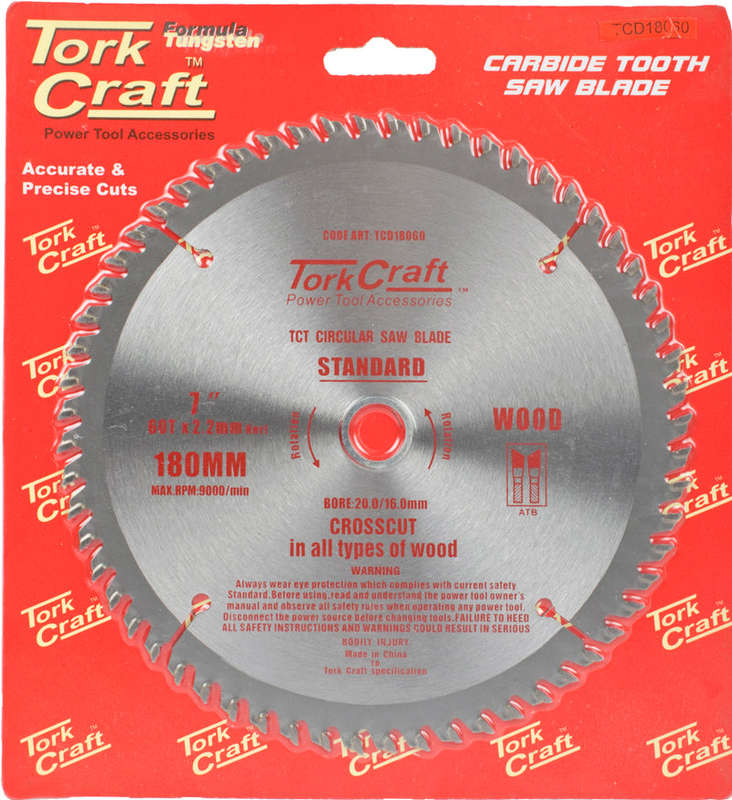 Formula
Tungsten
Tork
Craft™
Power Tool Accessories
Accurate &
Precise Cuts
TCD18060
CARBIDE TOOTH
SAW BLADE
Tork
Craft™
Tork
Craft
Tork
Craft
Tork
Craft
Tork
Craft
Tork
Craft
Tork
Craft
Tork
Craft
Tork
Craft
Tork
Craft
Tork
Craft
CODE ART: TCD18060
TorkCraft™
Power Tool Accessories
TCT CIRCULAR SAW BLADE
STANDARD
7"
60T x 2.2mm
180MM
MAX.RPM:9000/min
Rotation
Rotation
WOOD
ATB
BORE:20.0/16.0mm
CROSSCUT
in all types of wood
WARNING
Always wear eye protection which complies with current safety
Standard.Before using,read and understand the power tool owner's
manual and observe all safety rules when operating any power tool.
Disconnect the power source before changing tools.FAILURE TO HEED
ALL SAFETY INSTRUCTIONS AND WARNINGS COULD RESULT IN SERIOUS
BODILY INJURY
Made in China
to
Tork Craft specification